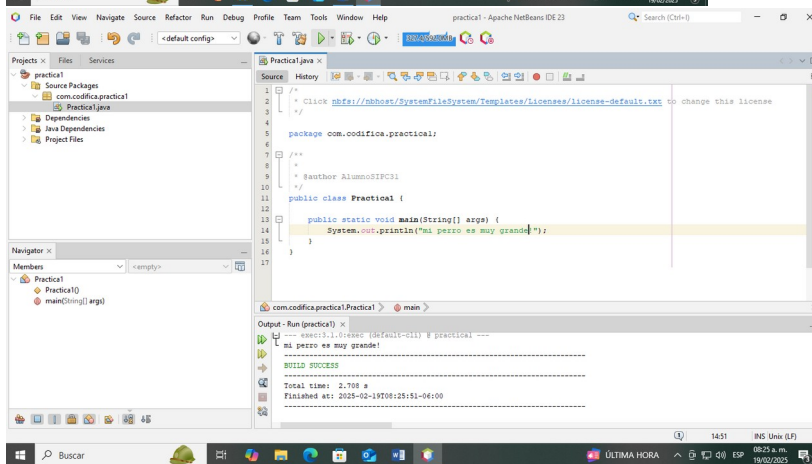 19/02/2025
File Edit View Navigate Source Refactor Run Debug Profile Team Tools Window Help practica1 - Apache NetBeans IDE 23 Search (Ctrl+I)
<default config>
Projects × Files Services
Practica1.java ×
Source History
practica1
Source Packages
com.codifica.practica1
Practica1.java
Dependencies
Java Dependencies
Project Files
1 /*
2 * Click nbfs://nbhost/SystemFileSystem/Templates/Licenses/license-default.txt to change this license
3 */
4
5 package com.codifica.practica1;
6
7 /**
8 *
9 * @author AlumnoSIPC31
10 */
11 public class Practica1 {
12
13 public static void main(String[] args) {
14 System.out.println("mi perro es muy grande!");
15 }
16 }
17
Navigator ×
Members <empty>
Practica1
Practica1()
main(String[] args)
com.codifica.practica1.Practica1 main
Output - Run (practica1) ×
--- exec:3.1.0:exec (default-cli) @ practica1 ---
mi perro es muy grande!
------------------------------------------------------------------------
BUILD SUCCESS
------------------------------------------------------------------------
Total time: 2.708 s
Finished at: 2025-02-19T08:25:51-06:00
------------------------------------------------------------------------
14:51 INS Unix (LF)
Buscar ÚLTIMA HORA ESP 08:25 a. m.
19/02/2025